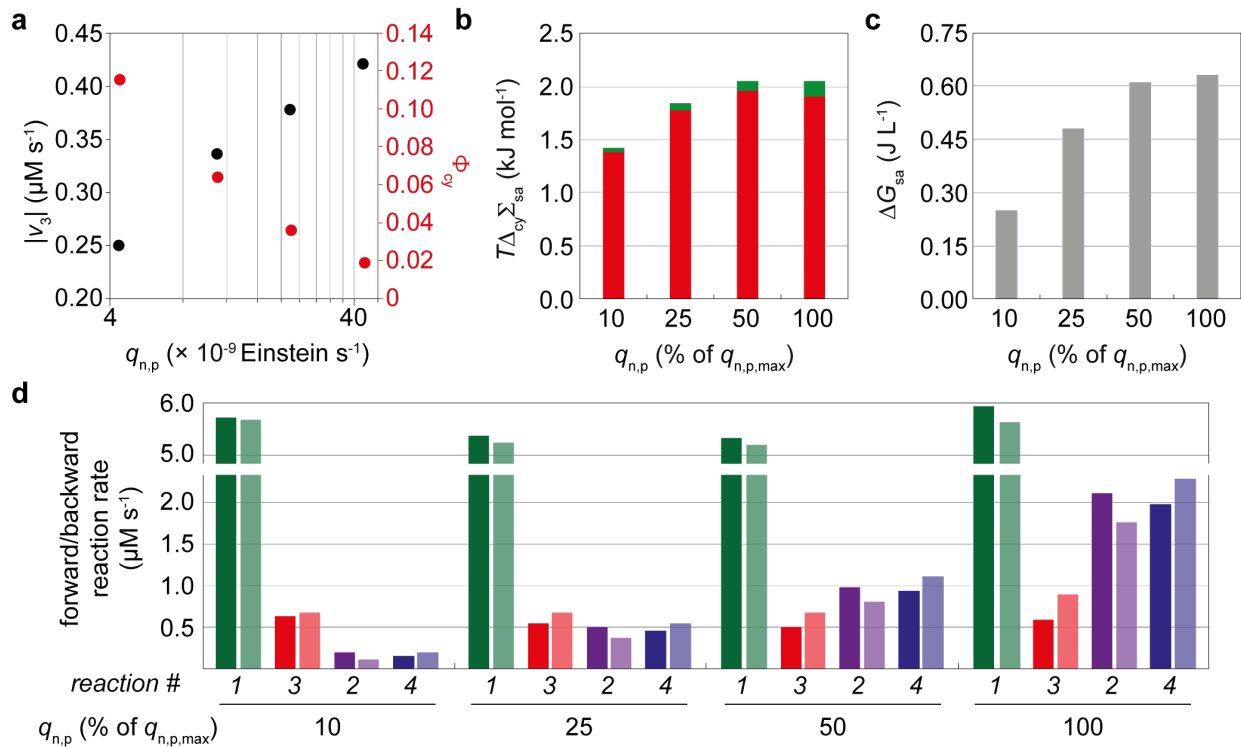 a
0.45
0.40
0.35
0.30
0.25
0.20
|v₃| (µM s⁻¹)
0.14
0.12
0.10
0.08
0.06
0.04
0.02
0
Φcy
4
40
qn,p (× 10⁻⁹ Einstein s⁻¹)
b
2.5
2.0
1.5
1.0
0.5
0.0
TΔcyΣsa (kJ mol⁻¹)
10 25 50 100
qn,p (% of qn,p,max)
c
0.75
0.60
0.45
0.30
0.15
0.00
ΔGsa (J L⁻¹)
10 25 50 100
qn,p (% of qn,p,max)
d
6.0
5.0
2.0
1.5
1.0
0.5
forward/backward
reaction rate
(µM s⁻¹)
reaction # 1 3 2 4 1 3 2 4 1 3 2 4 1 3 2 4
qn,p (% of qn,p,max) 10 25 50 100